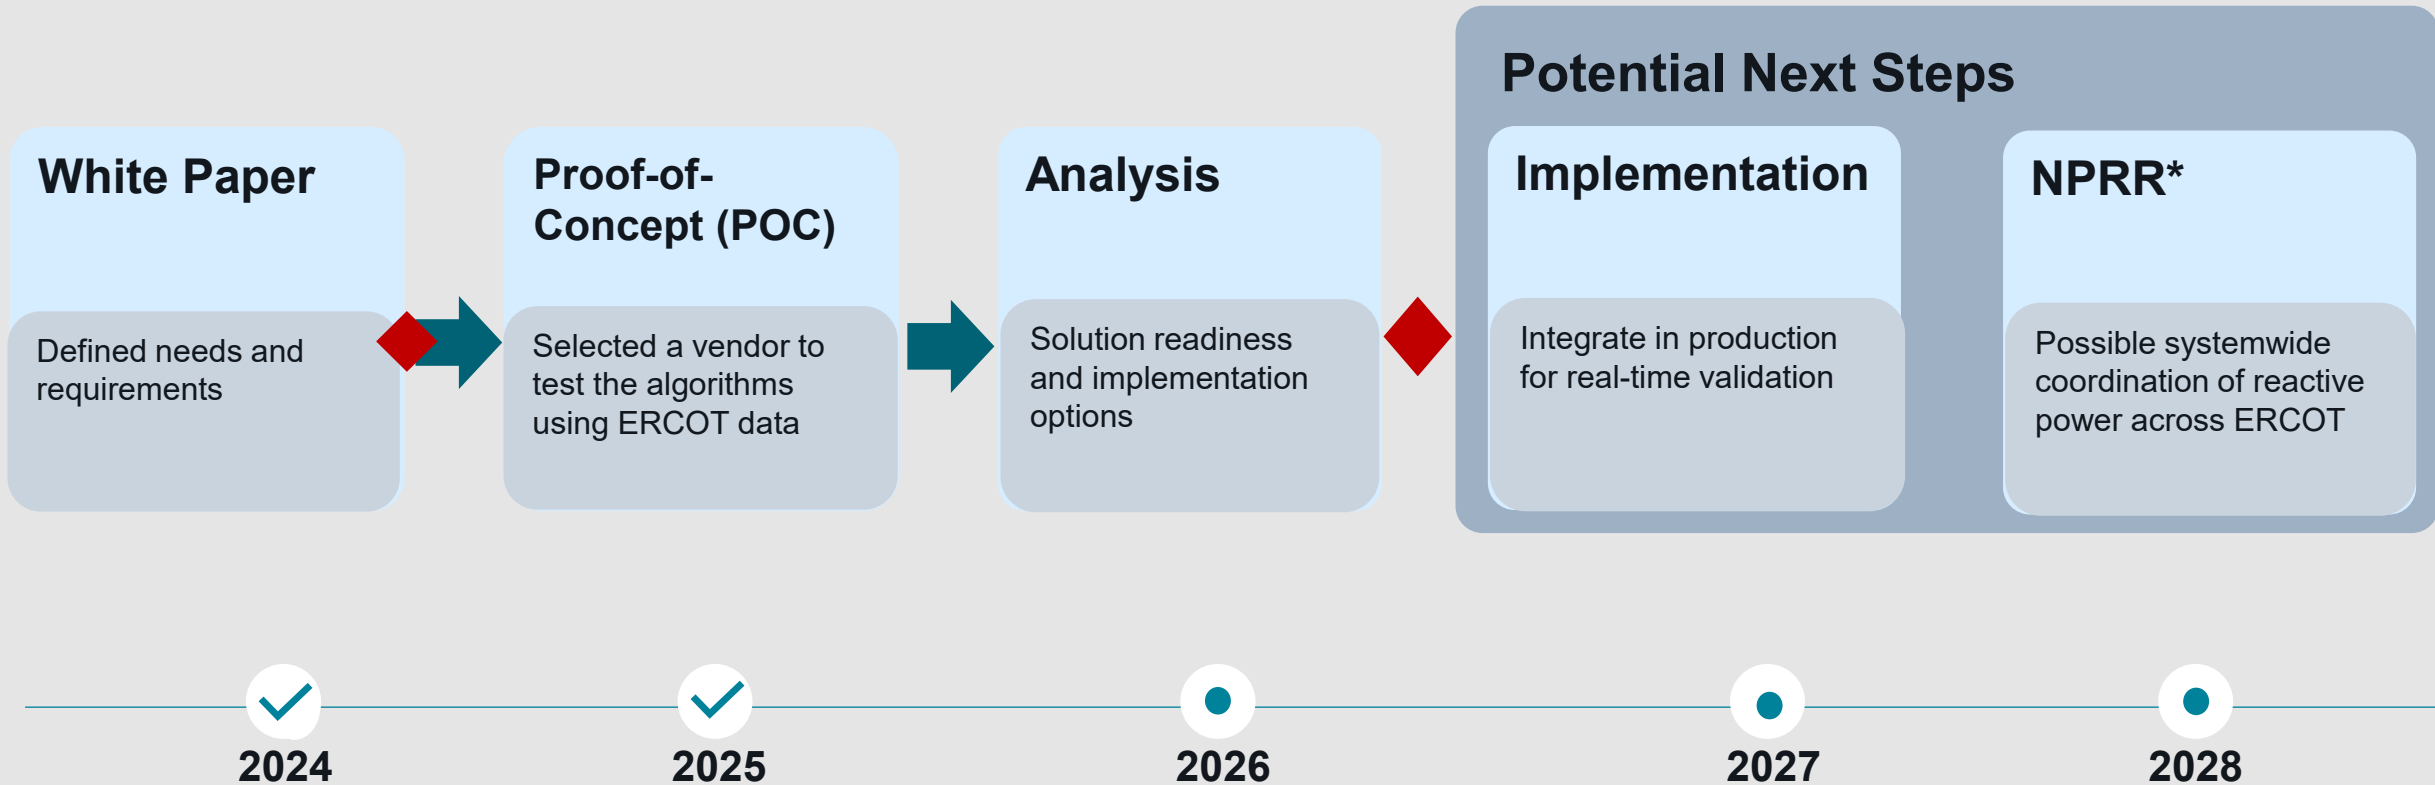 Potential Next Steps
White Paper
Defined needs and
requirements
Proof-of-
Concept (POC)
Selected a vendor to
test the algorithms
using ERCOT data
Analysis
Solution readiness
and implementation
options
Implementation
Integrate in production
for real-time validation
NPRR*
Possible systemwide
coordination of reactive
power across ERCOT
2024
2025
2026
2027
2028